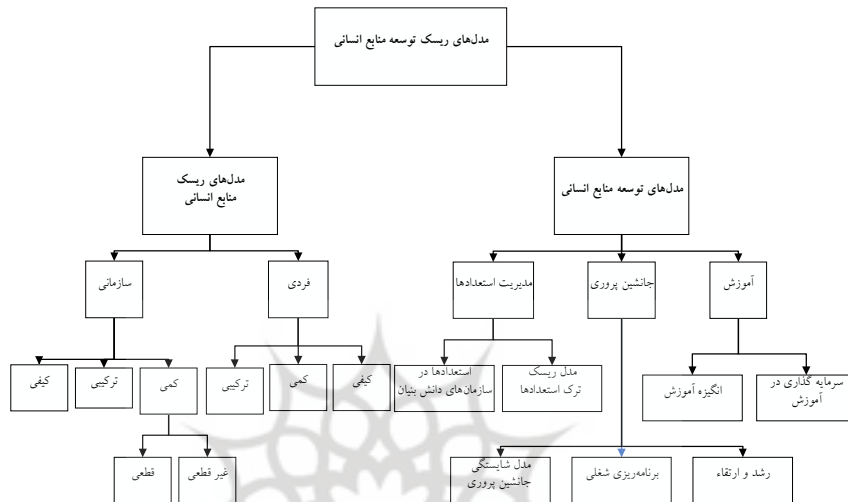 مدل‌های ریسک توسعه منابع انسانی
مدل‌های توسعه منابع انسانی
مدل‌های ریسک
منابع انسانی
آموزش
جانشین پروری
مدیریت استعدادها
فردی
سازمانی
سرمایه گذاری در
آموزش
انگیزه آموزش
مدل ریسک
ترک استعدادها
استعدادها در
سازمان‌های دانش بنیان
کیفی
کمی
ترکیبی
کمی
ترکیبی
کیفی
رشد و ارتقاء
برنامه‌ریزی شغلی
مدل شایستگی
جانشین پروری
غیر قطعی
قطعی